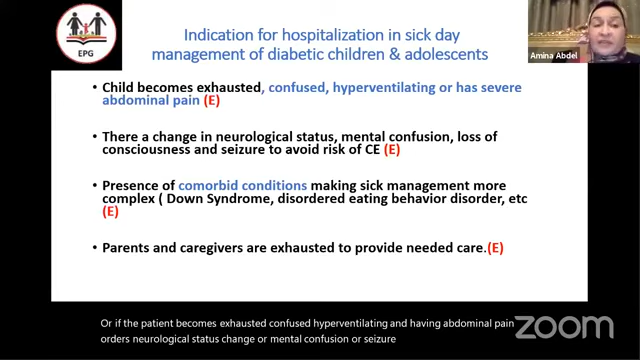 Indication for hospitalization in sick day
management of diabetic children & adolescents
EPG
Amina Abdel
• Child becomes exhausted, confused, hyperventilating or has severe
abdominal pain (E)
• There a change in neurological status, mental confusion, loss of
consciousness and seizure to avoid risk of CE (E)
• Presence of comorbid conditions making sick management more
complex ( Down Syndrome, disordered eating behavior disorder, etc
(E)
• Parents and caregivers are exhausted to provide needed care.(E)
Or if the patient becomes exhausted confused hyperventilating and having abdominal pain
orders neurological status change or mental confusion or seizure
zoom